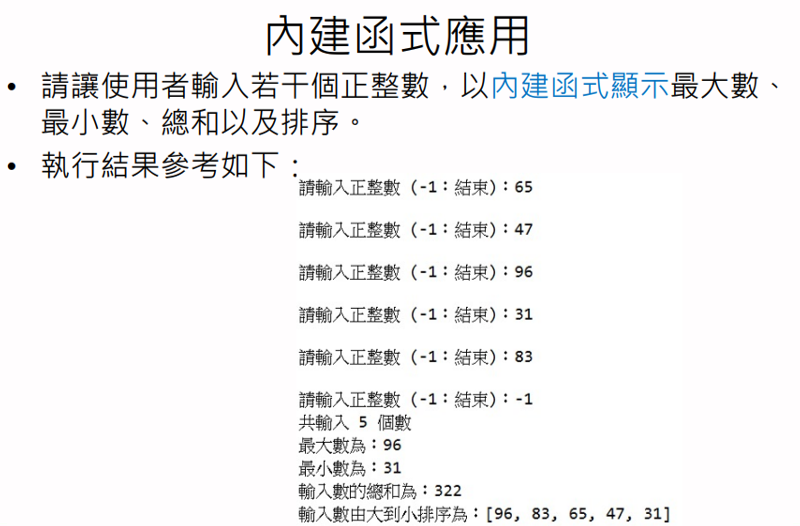 內建函式應用
• 請讓使用者輸入若干個正整數，以內建函式顯示最大數、
最小數、總和以及排序。
• 執行結果參考如下：
請輸入正整數 (-1：結束)：65
請輸入正整數 (-1：結束)：47
請輸入正整數 (-1：結束)：96
請輸入正整數 (-1：結束)：31
請輸入正整數 (-1：結束)：83
請輸入正整數 (-1：結束)：-1
共輸入 5 個數
最大數為：96
最小數為：31
輸入數的總和為：322
輸入數由大到小排序為：[96, 83, 65, 47, 31]